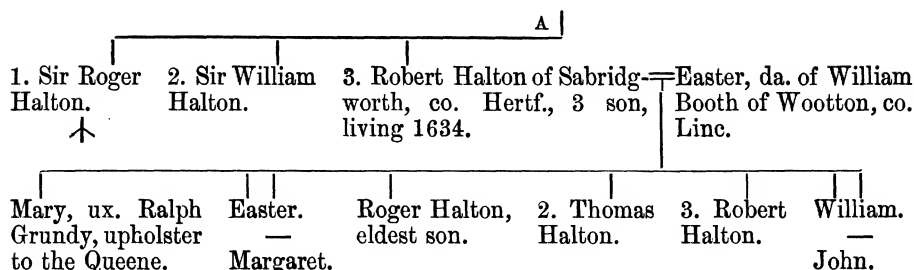 A
1. Sir Roger
Halton.
2. Sir William
Halton.
3. Robert Halton of Sabridg-
worth, co. Hertf., 3 son,
living 1634.
Easter, da. of William
Booth of Wootton, co.
Linc.
Mary, ux. Ralph
Grundy, upholster
to the Queene.
Easter.
—
Margaret.
Roger Halton,
eldest son.
2. Thomas
Halton.
3. Robert
Halton.
William.
—
John.